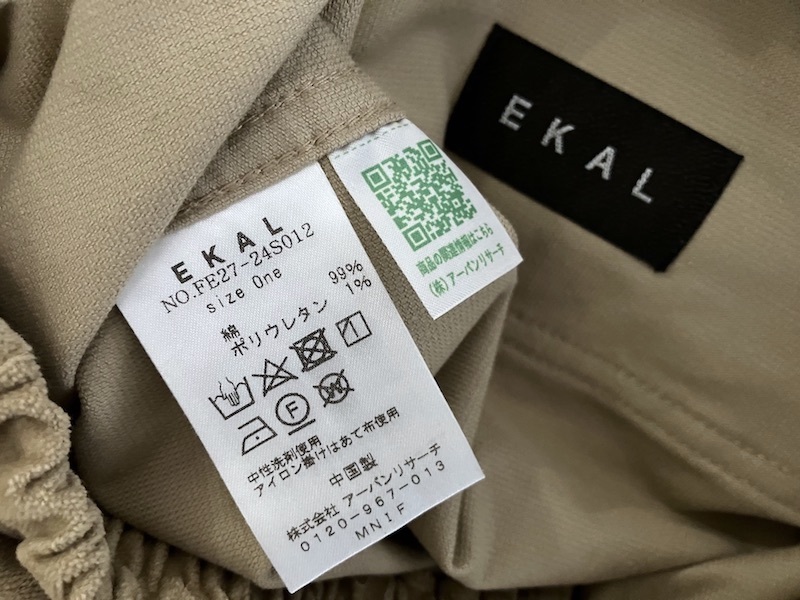 EKAL
NO.FE27-24S012
size One
綿 99%
ポリウレタン 1%
F
W
中性洗剤使用
アイロン掛けはあて布使用
中国製
株式会社 アーバンリサーチ
0120-967-013
MNIF
商品の関連情報はこちら
(株)アーバンリサーチ
EKAL